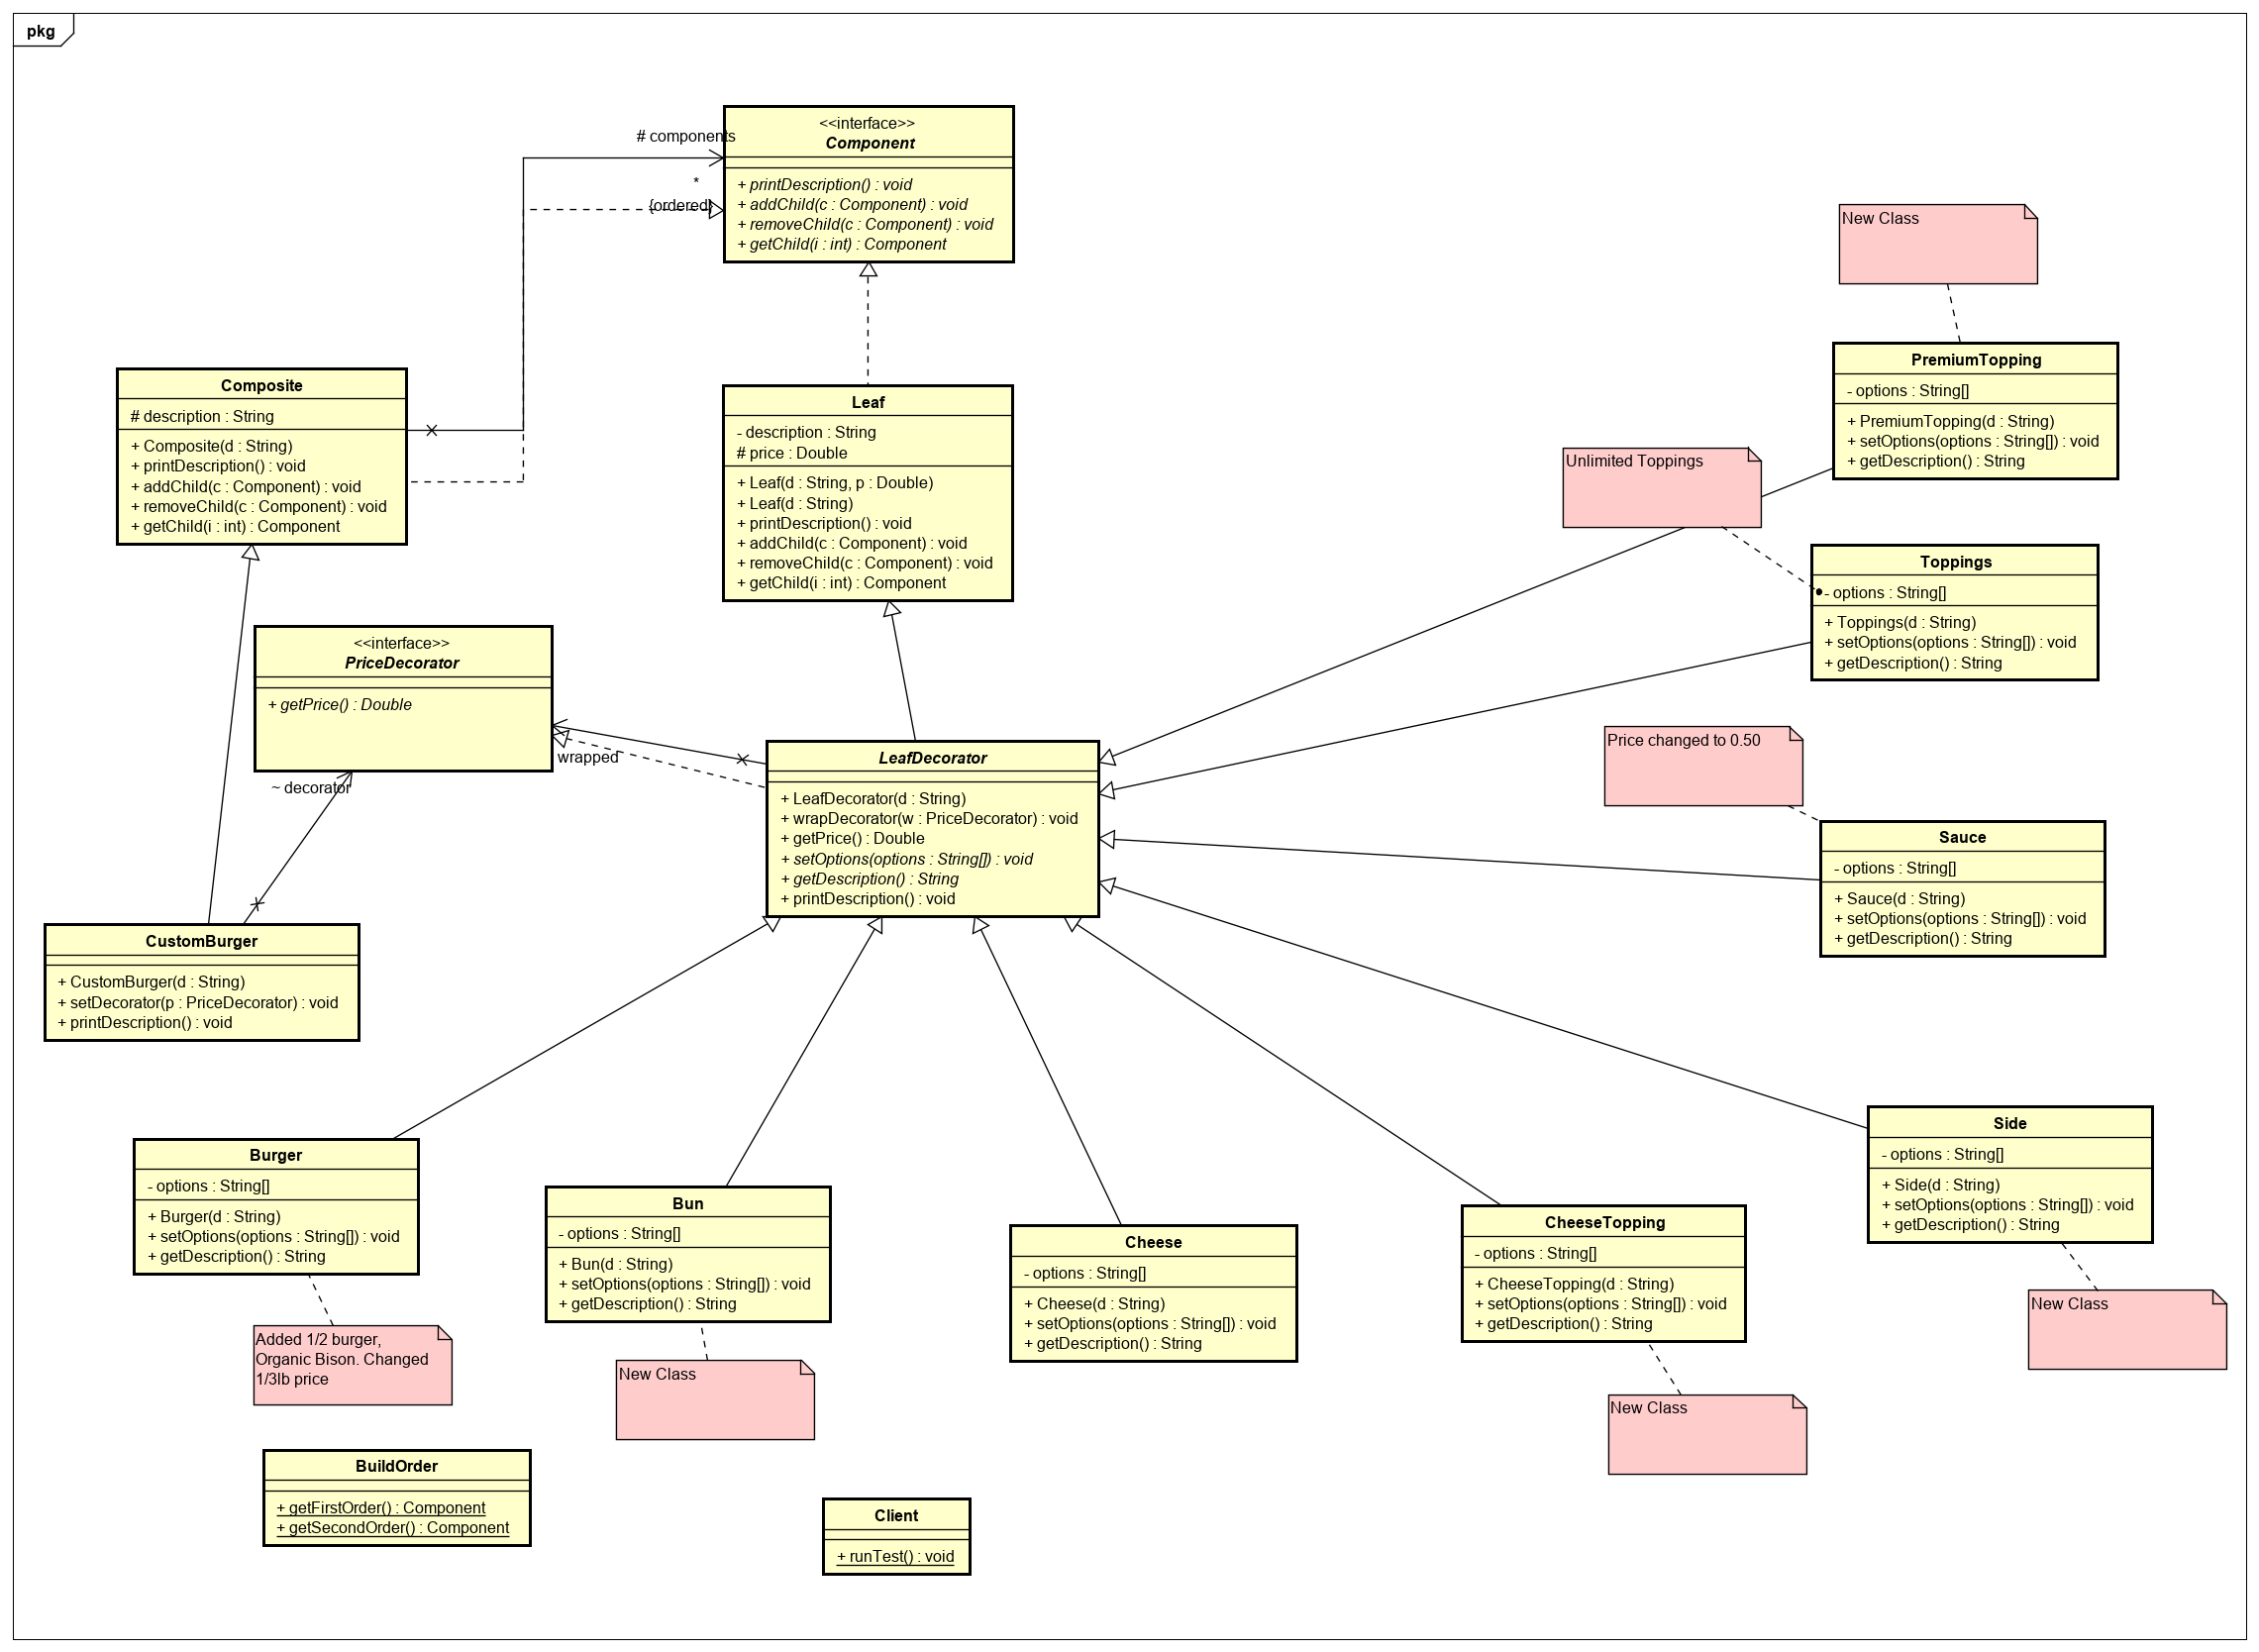 pkg
<<interface>>
Component
+ printDescription() : void
+ addChild(c : Component) : void
+ removeChild(c : Component) : void
+ getChild(i : int) : Component
# components
*
{ordered}
New Class
PremiumTopping
- options : String[]
+ PremiumTopping(d : String)
+ setOptions(options : String[]) : void
+ getDescription() : String
Composite
# description : String
+ Composite(d : String)
+ printDescription() : void
+ addChild(c : Component) : void
+ removeChild(c : Component) : void
+ getChild(i : int) : Component
Leaf
- description : String
# price : Double
+ Leaf(d : String, p : Double)
+ Leaf(d : String)
+ printDescription() : void
+ addChild(c : Component) : void
+ removeChild(c : Component) : void
+ getChild(i : int) : Component
Unlimited Toppings
Toppings
- options : String[]
+ Toppings(d : String)
+ setOptions(options : String[]) : void
+ getDescription() : String
<<interface>>
PriceDecorator
+ getPrice() : Double
wrapped
~ decorator
LeafDecorator
+ LeafDecorator(d : String)
+ wrapDecorator(w : PriceDecorator) : void
+ getPrice() : Double
+ setOptions(options : String[]) : void
+ getDescription() : String
+ printDescription() : void
Price changed to 0.50
Sauce
- options : String[]
+ Sauce(d : String)
+ setOptions(options : String[]) : void
+ getDescription() : String
CustomBurger
+ CustomBurger(d : String)
+ setDecorator(p : PriceDecorator) : void
+ printDescription() : void
Burger
- options : String[]
+ Burger(d : String)
+ setOptions(options : String[]) : void
+ getDescription() : String
Added 1/2 burger,
Organic Bison. Changed
1/3lb price
Bun
- options : String[]
+ Bun(d : String)
+ setOptions(options : String[]) : void
+ getDescription() : String
New Class
Cheese
- options : String[]
+ Cheese(d : String)
+ setOptions(options : String[]) : void
+ getDescription() : String
CheeseTopping
- options : String[]
+ CheeseTopping(d : String)
+ setOptions(options : String[]) : void
+ getDescription() : String
New Class
Side
- options : String[]
+ Side(d : String)
+ setOptions(options : String[]) : void
+ getDescription() : String
New Class
BuildOrder
+ getFirstOrder() : Component
+ getSecondOrder() : Component
Client
+ runTest() : void